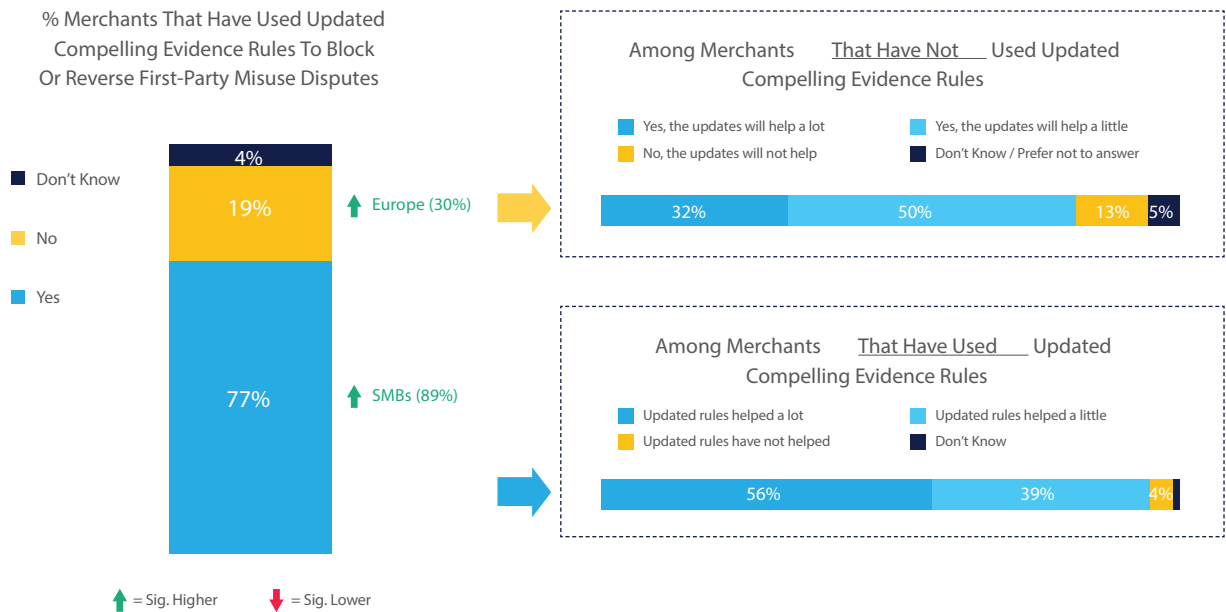 % Merchants That Have Used Updated
Compelling Evidence Rules To Block
Or Reverse First-Party Misuse Disputes
Don't Know
No
Yes
4%
19%
77%
Europe (30%)
SMBs (89%)
= Sig. Higher
= Sig. Lower
Among Merchants That Have Not Used Updated
Compelling Evidence Rules
Yes, the updates will help a lot
Yes, the updates will help a little
No, the updates will not help
Don't Know / Prefer not to answer
32%
50%
13%
5%
Among Merchants That Have Used Updated
Compelling Evidence Rules
Updated rules helped a lot
Updated rules helped a little
Updated rules have not helped
Don't Know
56%
39%
4%